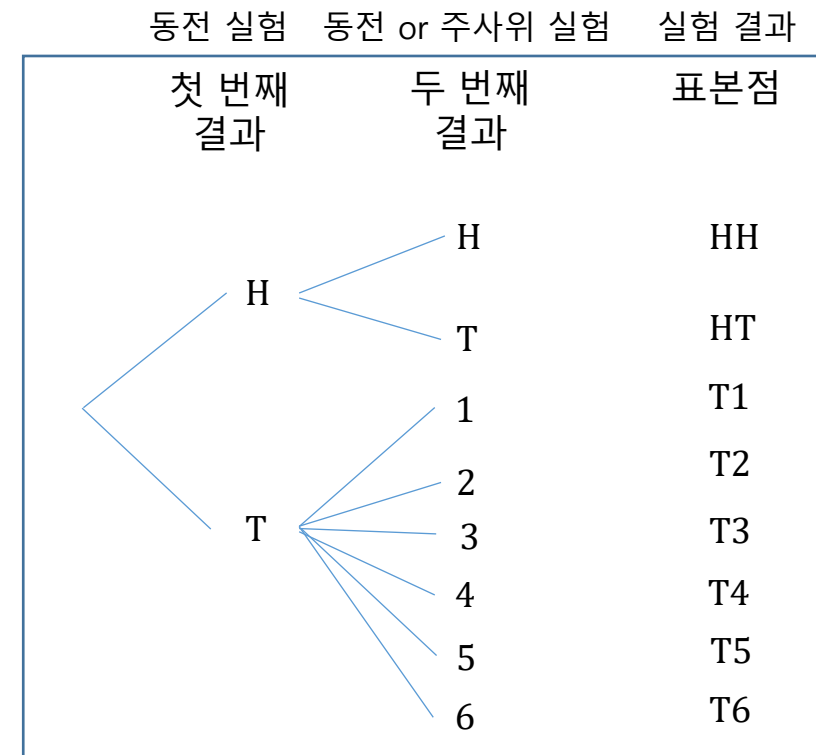 동전 실험 동전 or 주사위 실험 실험 결과
첫 번째 두 번째 표본점
결과 결과
H HH
H
T HT
1 T1
2 T2
T 3 T3
4 T4
5 T5
6 T6